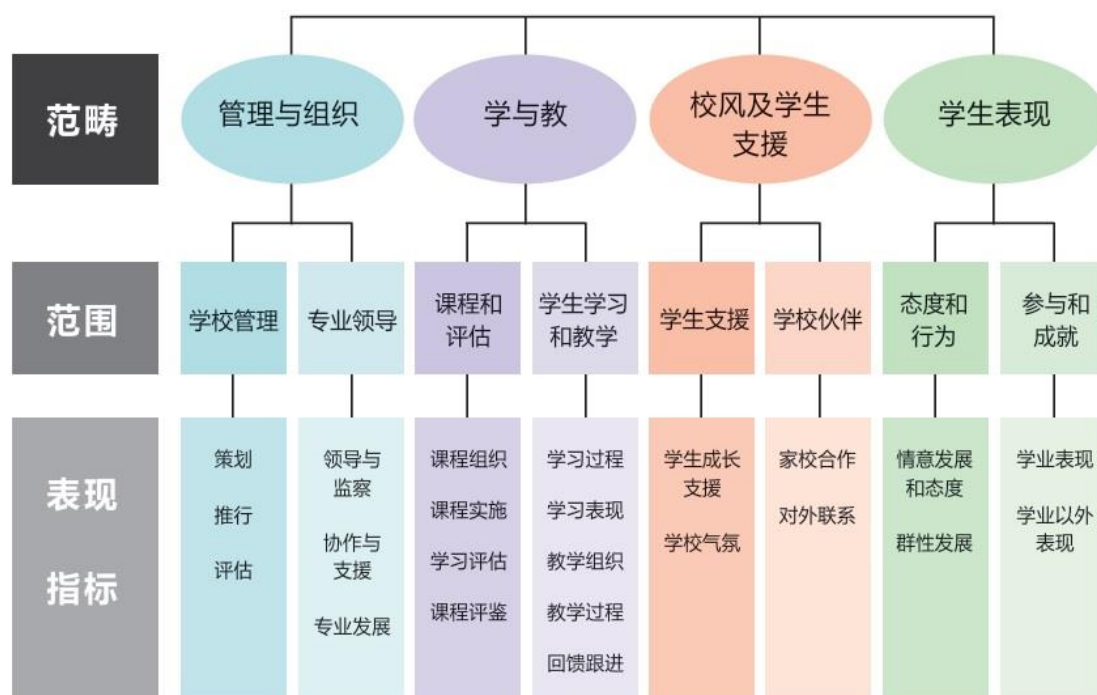 范畴
管理与组织
学与教
校风及学生
支援
学生表现
范围
学校管理
专业领导
课程和
评估
学生学习
和教学
学生支援
学校伙伴
态度和
行为
参与和
成就
表现
指标
策划
推行
评估
领导与
监察
协作与
支援
专业发展
课程组织
课程实施
学习评估
课程评鉴
学习过程
学习表现
教学组织
教学过程
回馈跟进
学生成长
支援
学校气氛
家校合作
对外联系
情意发展
和态度
群性发展
学业表现
学业以外
表现